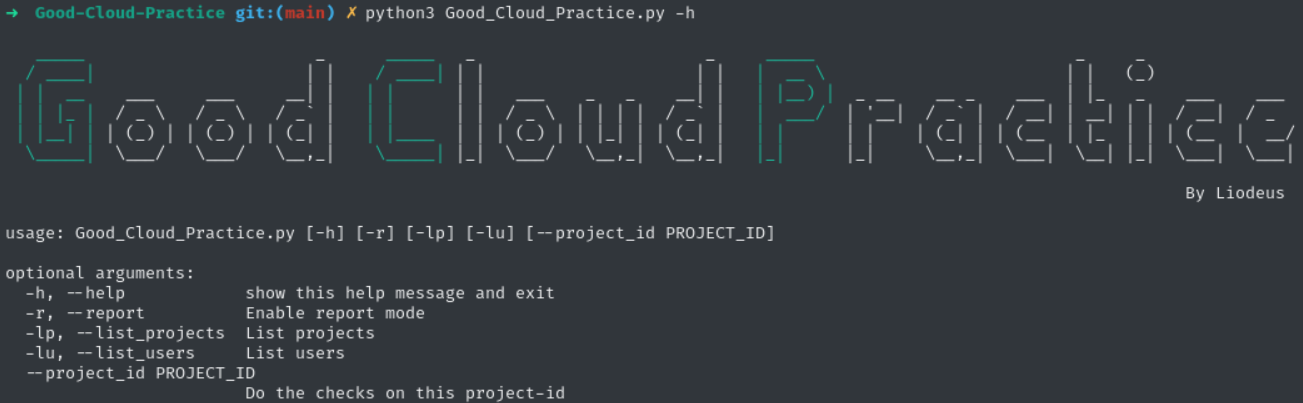 ➜ Good-Cloud-Practice git:(main) ✗ python3 Good_Cloud_Practice.py -h
Good Cloud Practice
By Liodeus
usage: Good_Cloud_Practice.py [-h] [-r] [-lp] [-lu] [--project_id PROJECT_ID]
optional arguments:
-h, --help show this help message and exit
-r, --report Enable report mode
-lp, --list_projects List projects
-lu, --list_users List users
--project_id PROJECT_ID
Do the checks on this project-id